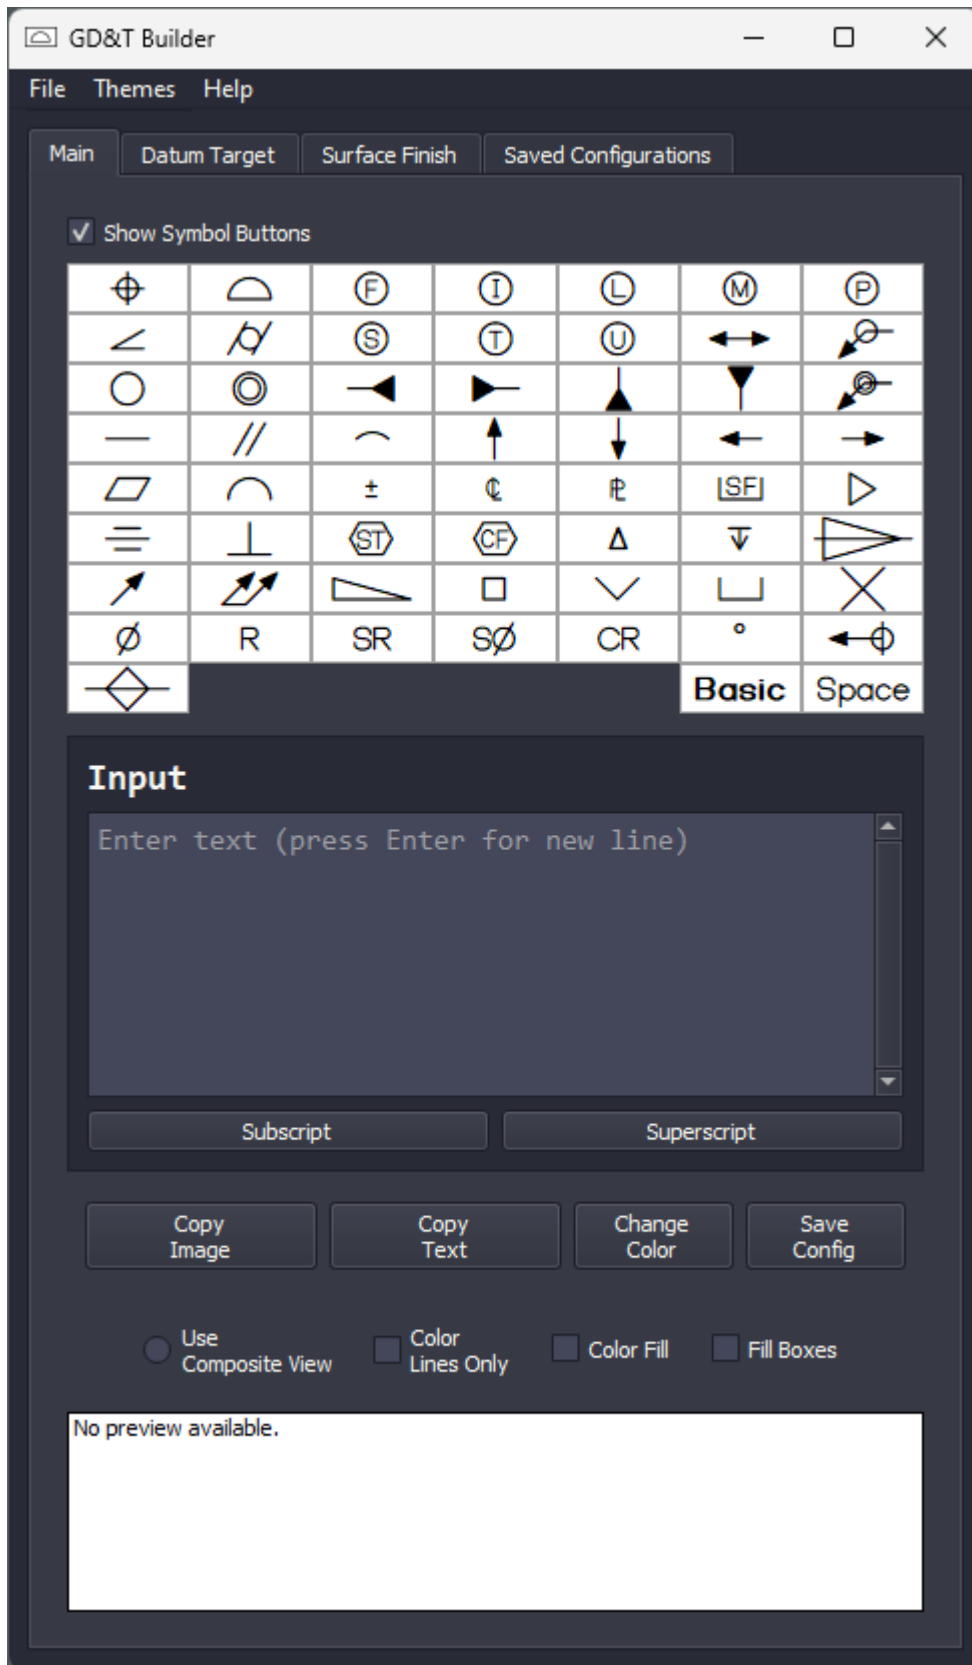 GD&T Builder
File Themes Help
Main Datum Target Surface Finish Saved Configurations
Show Symbol Buttons
⌖ ⌓ Ⓕ Ⓘ Ⓛ Ⓜ Ⓟ
∠ ⌭ Ⓢ Ⓣ Ⓤ
± ℄ ⅊ SF
ST CF Δ
Ø R SR SØ CR °
Basic Space
Input
Enter text (press Enter for new line)
Subscript Superscript
Copy Image
Copy Text
Change Color
Save Config
Use Composite View
Color Lines Only
Color Fill
Fill Boxes
No preview available.